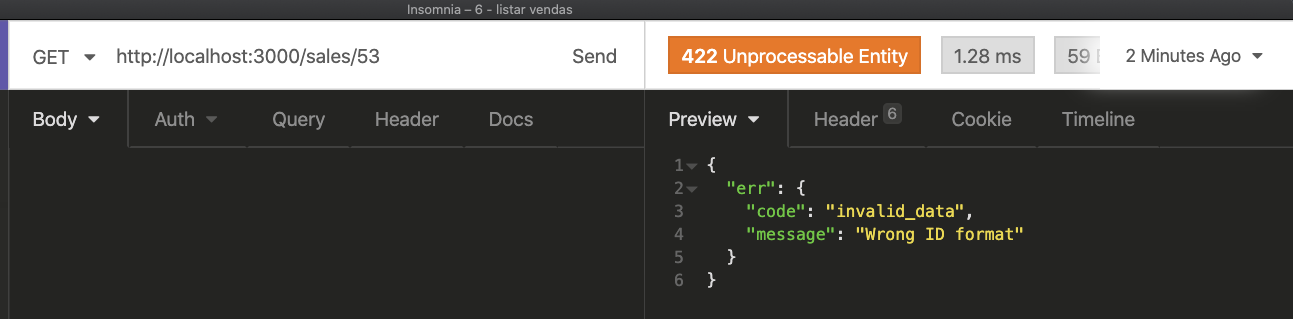 Insomnia – 6 - listar vendas
GET http://localhost:3000/sales/53 Send 422 Unprocessable Entity 1.28 ms 59 2 Minutes Ago
Body Auth Query Header Docs Preview Header 6 Cookie Timeline
1 {
2 "err": {
3 "code": "invalid_data",
4 "message": "Wrong ID format"
5 }
6 }